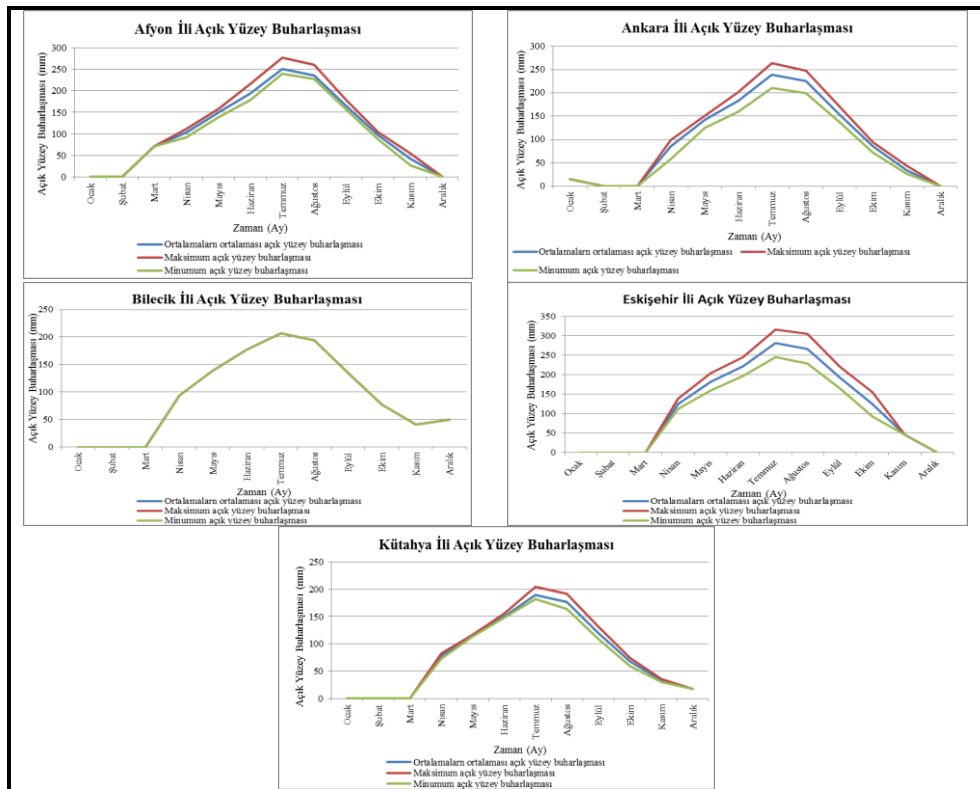 Afyon İli Açık Yüzey Buharlaşması
Açık Yüzey Buharlaşması (mm)
300
250
200
150
100
50
0
Ocak
Şubat
Mart
Nisan
Mayıs
Haziran
Temmuz
Ağustos
Eylül
Ekim
Kasım
Aralık
Zaman (Ay)
Ortalamaların ortalaması açık yüzey buharlaşması
Maksimum açık yüzey buharlaşması
Minumum açık yüzey buharlaşması
Ankara İli Açık Yüzey Buharlaşması
Açık Yüzey Buharlaşması (mm)
300
250
200
150
100
50
0
Ocak
Şubat
Mart
Nisan
Mayıs
Haziran
Temmuz
Ağustos
Eylül
Ekim
Kasım
Aralık
Zaman (Ay)
Ortalamaların ortalaması açık yüzey buharlaşması
Maksimum açık yüzey buharlaşması
Minumum açık yüzey buharlaşması
Bilecik İli Açık Yüzey Buharlaşması
Açık Yüzey Buharlaşması (mm)
250
200
150
100
50
0
Ocak
Şubat
Mart
Nisan
Mayıs
Haziran
Temmuz
Ağustos
Eylül
Ekim
Kasım
Aralık
Zaman (Ay)
Ortalamaların ortalaması açık yüzey buharlaşması
Maksimum açık yüzey buharlaşması
Minumum açık yüzey buharlaşması
Eskişehir İli Açık Yüzey Buharlaşması
Açık Yüzey Buharlaşması (mm)
350
300
250
200
150
100
50
0
Ocak
Şubat
Mart
Nisan
Mayıs
Haziran
Temmuz
Ağustos
Eylül
Ekim
Kasım
Aralık
Zaman (Ay)
Ortalamaların ortalaması açık yüzey buharlaşması
Maksimum açık yüzey buharlaşması
Minumum açık yüzey buharlaşması
Kütahya İli Açık Yüzey Buharlaşması
Açık Yüzey Buharlaşması (mm)
250
200
150
100
50
0
Ocak
Şubat
Mart
Nisan
Mayıs
Haziran
Temmuz
Ağustos
Eylül
Ekim
Kasım
Aralık
Zaman (Ay)
Ortalamaların ortalaması açık yüzey buharlaşması
Maksimum açık yüzey buharlaşması
Minumum açık yüzey buharlaşması